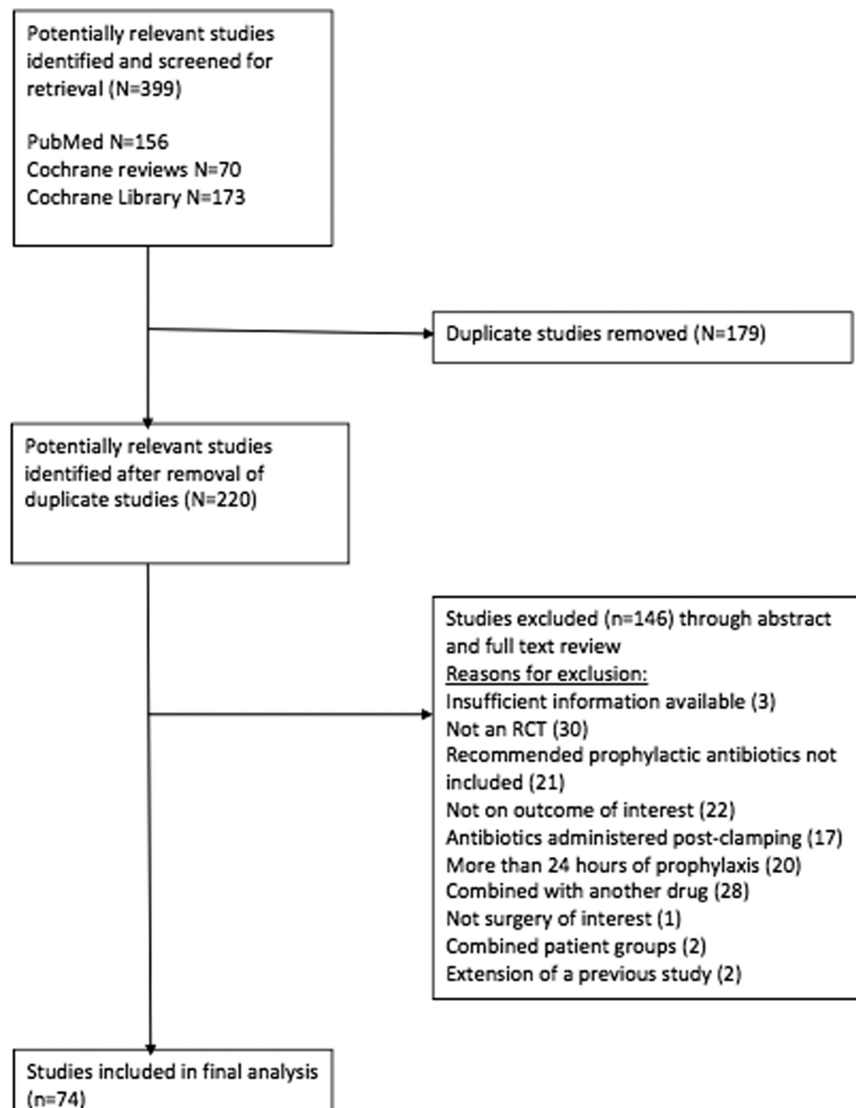 Potentially relevant studies
identified and screened for
retrieval (N=399)
PubMed N=156
Cochrane reviews N=70
Cochrane Library N=173
Duplicate studies removed (N=179)
Potentially relevant studies
identified after removal of
duplicate studies (N=220)
Studies excluded (n=146) through abstract
and full text review
Reasons for exclusion:
Insufficient information available (3)
Not an RCT (30)
Recommended prophylactic antibiotics not
included (21)
Not on outcome of interest (22)
Antibiotics administered post-clamping (17)
More than 24 hours of prophylaxis (20)
Combined with another drug (28)
Not surgery of interest (1)
Combined patient groups (2)
Extension of a previous study (2)
Studies included in final analysis
(n=74)